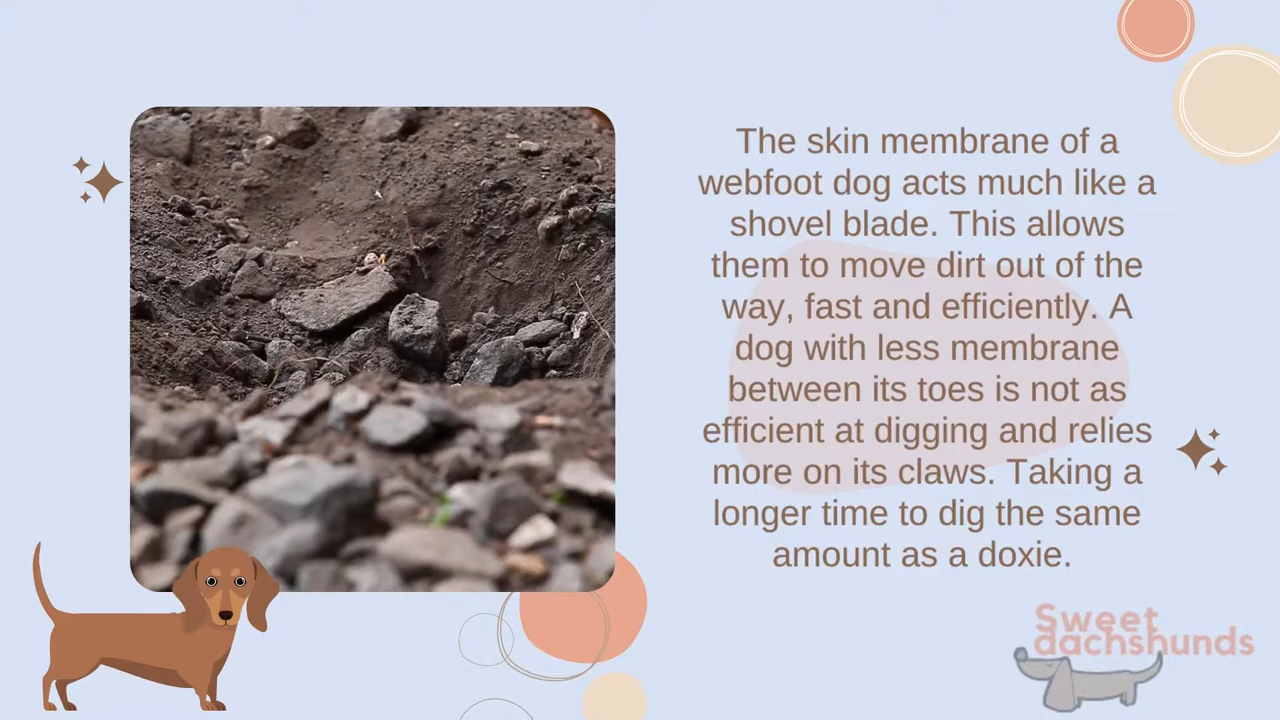 The skin membrane of a
webfoot dog acts much like a
shovel blade. This allows
them to move dirt out of the
way, fast and efficiently. A
dog with less membrane
between its toes is not as
efficient at digging and relies
more on its claws. Taking a
longer time to dig the same
amount as a doxie.
Sweet
dachshunds